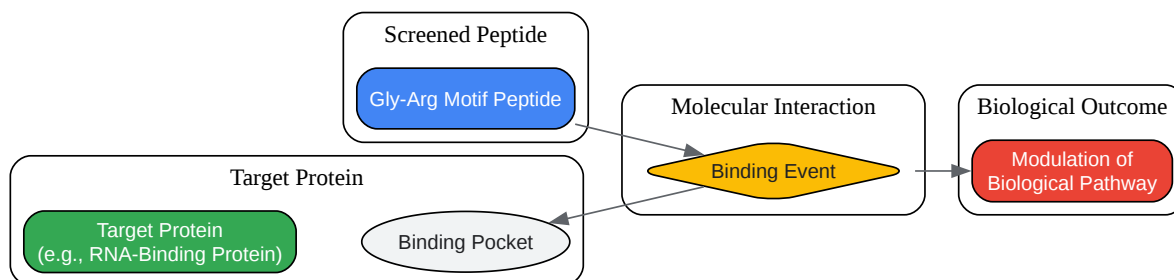 Screened Peptide
Gly-Arg Motif Peptide
Molecular Interaction
Binding Event
Biological Outcome
Modulation of
Biological Pathway
Target Protein
Target Protein
(e.g., RNA-Binding Protein)
Binding Pocket